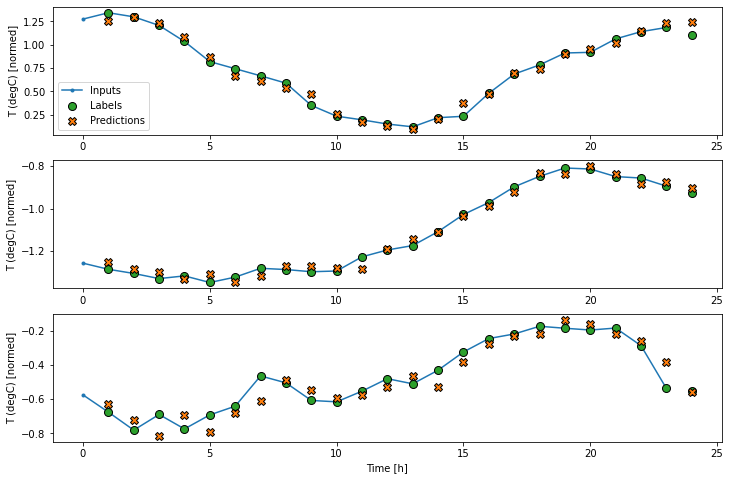 T (degC) [normed]
1.25
1.00
0.75
0.50
0.25
Inputs
Labels
Predictions
0 5 10 15 20 25
T (degC) [normed]
−0.8
−1.0
−1.2
0 5 10 15 20 25
T (degC) [normed]
−0.2
−0.4
−0.6
−0.8
0 5 10 15 20 25
Time [h]